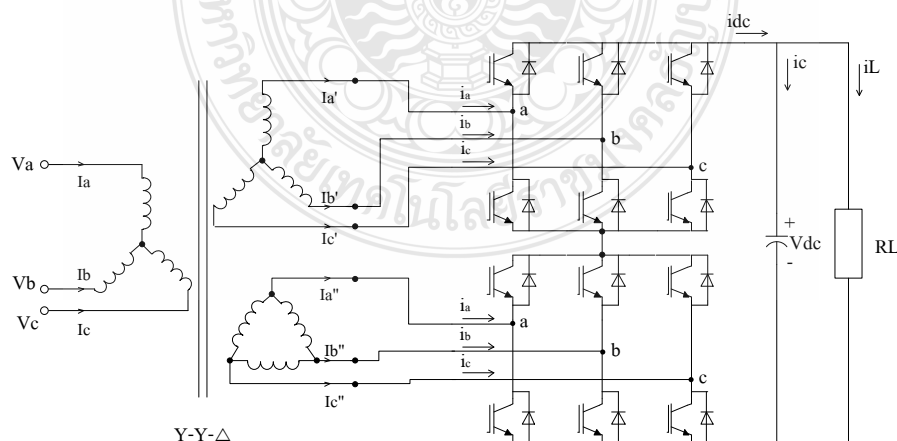 idc
ic
iL
Ia'
ia
a
ib
b
ic
c
Va
Ia
Ib'
Ic'
Vb
Ib
Vc
Ic
+
Vdc
-
RL
Ia"
ia
a
ib
b
Ib"
ic
c
Ic"
Y-Y-△